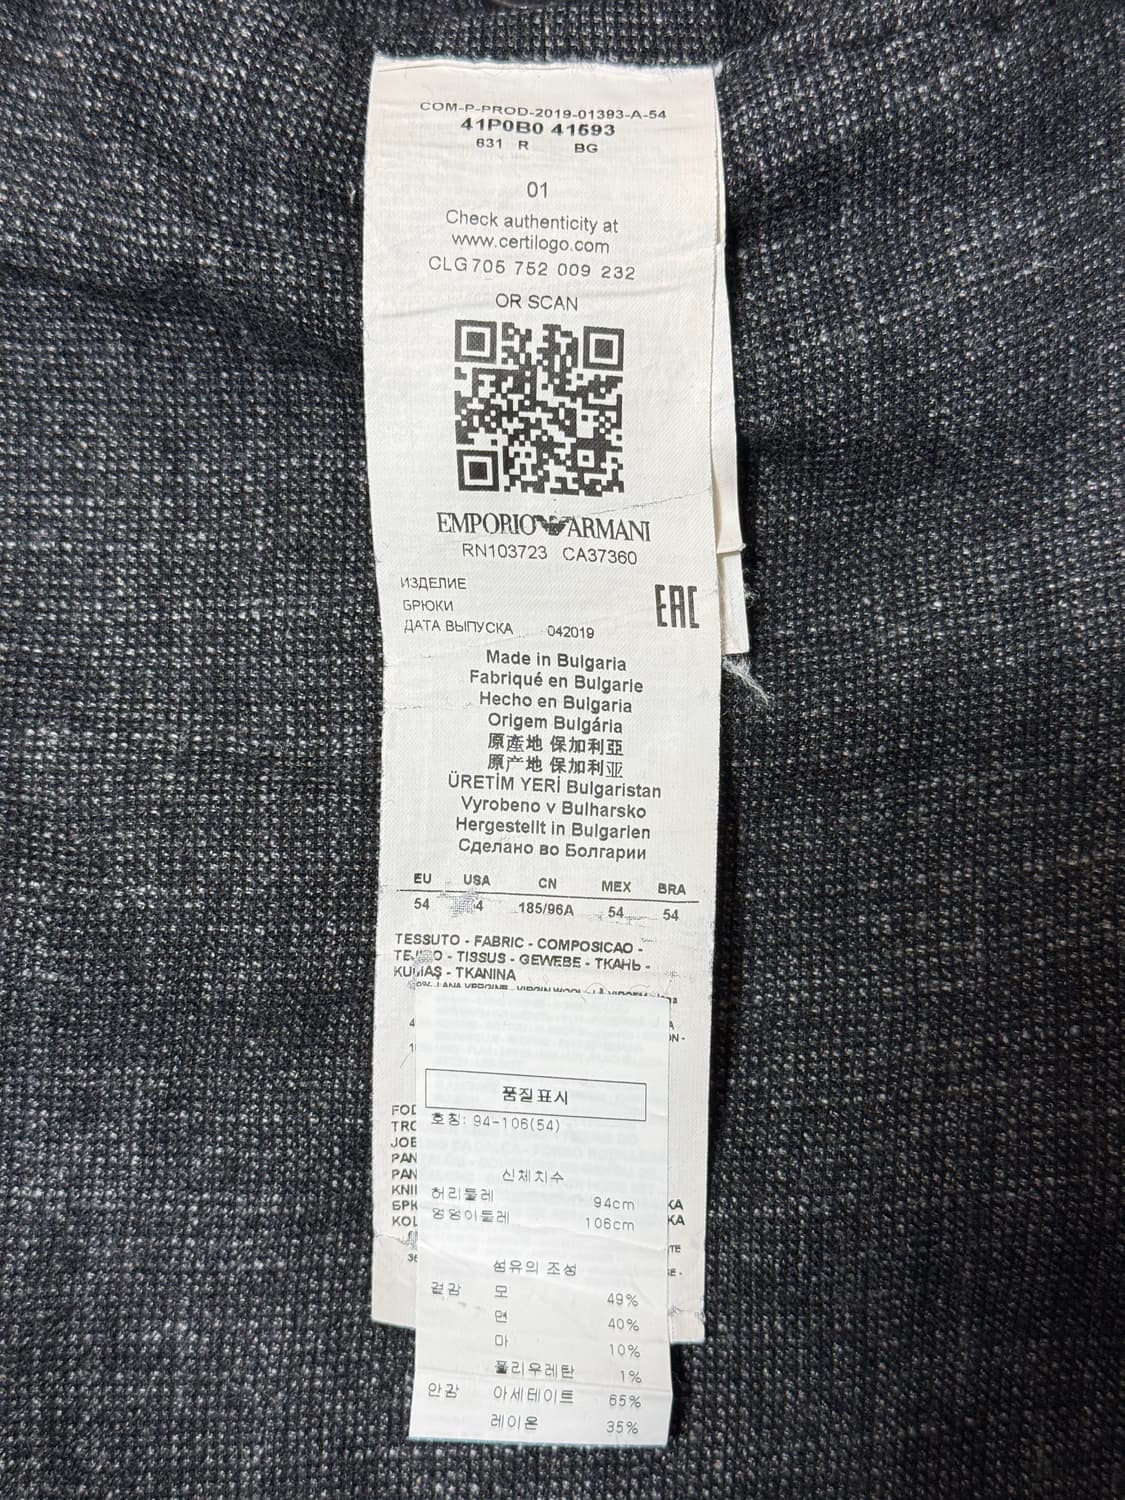 COM-P-PROD-2019-01393-A-54
41P0B0 41593
631 R BG
01
Check authenticity at
www.certilogo.com
CLG 705 752 009 232
OR SCAN
EMPORIO ARMANI
RN103723 CA37360
ИЗДЕЛИЕ
БРЮКИ
ДАТА ВЫПУСКА 042019
EAC
Made in Bulgaria
Fabriqué en Bulgarie
Hecho en Bulgaria
Origem Bulgária
原產地 保加利亞
原产地 保加利亚
ÜRETİM YERİ Bulgaristan
Vyrobeno v Bulharsko
Hergestellt in Bulgarien
Сделано во Болгарии
EU USA CN MEX BRA
54 185/96A 54 54
TESSUTO - FABRIC - COMPOSICAO -
- TISSUS - GEWEBE - ТКАНЬ -
KUMAŞ - TKANINA
LANA VERGINE VIRGIN WOOL
품질표시
호칭: 94-106(54)
신체치수
허리둘레 94cm
엉덩이둘레 106cm
섬유의 조성
겉감 모 49%
면 40%
마 10%
폴리우레탄 1%
안감 아세테이트 65%
레이온 35%